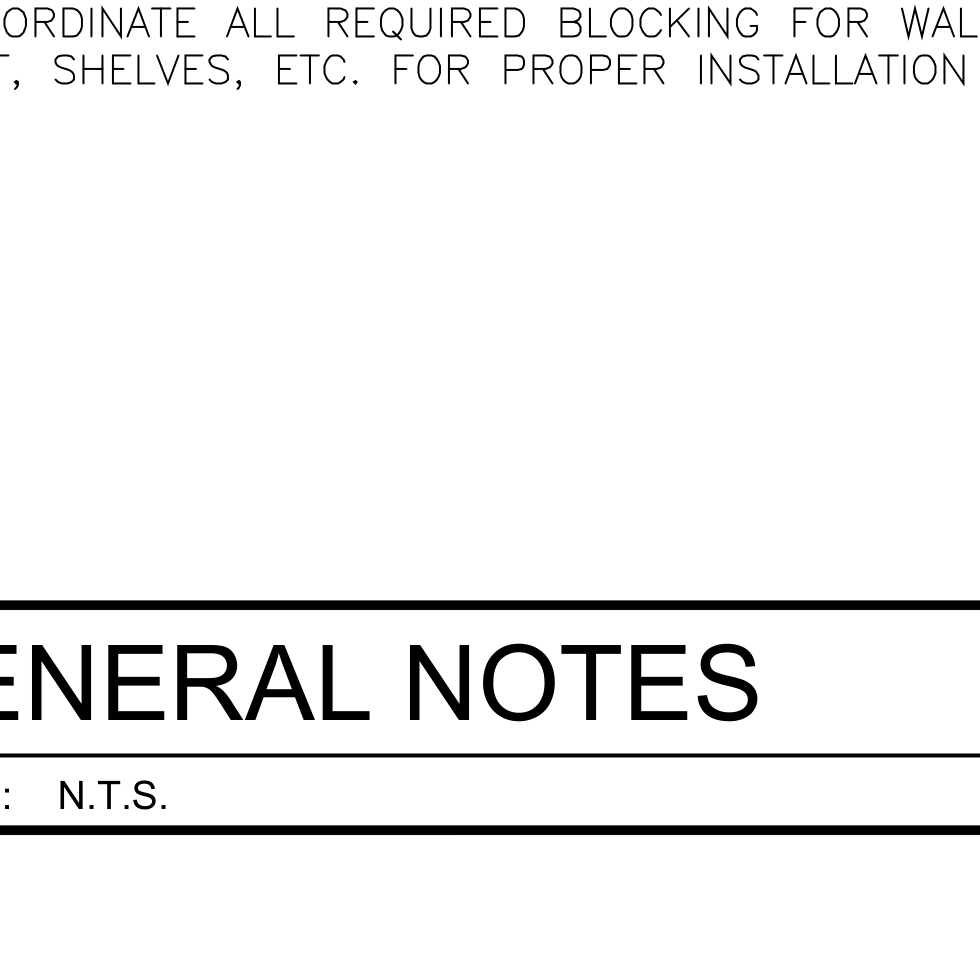 ORDINATE ALL REQUIRED BLOCKING FOR WAL
T, SHELVES, ETC. FOR PROPER INSTALLATION
ENERAL NOTES
: N.T.S.